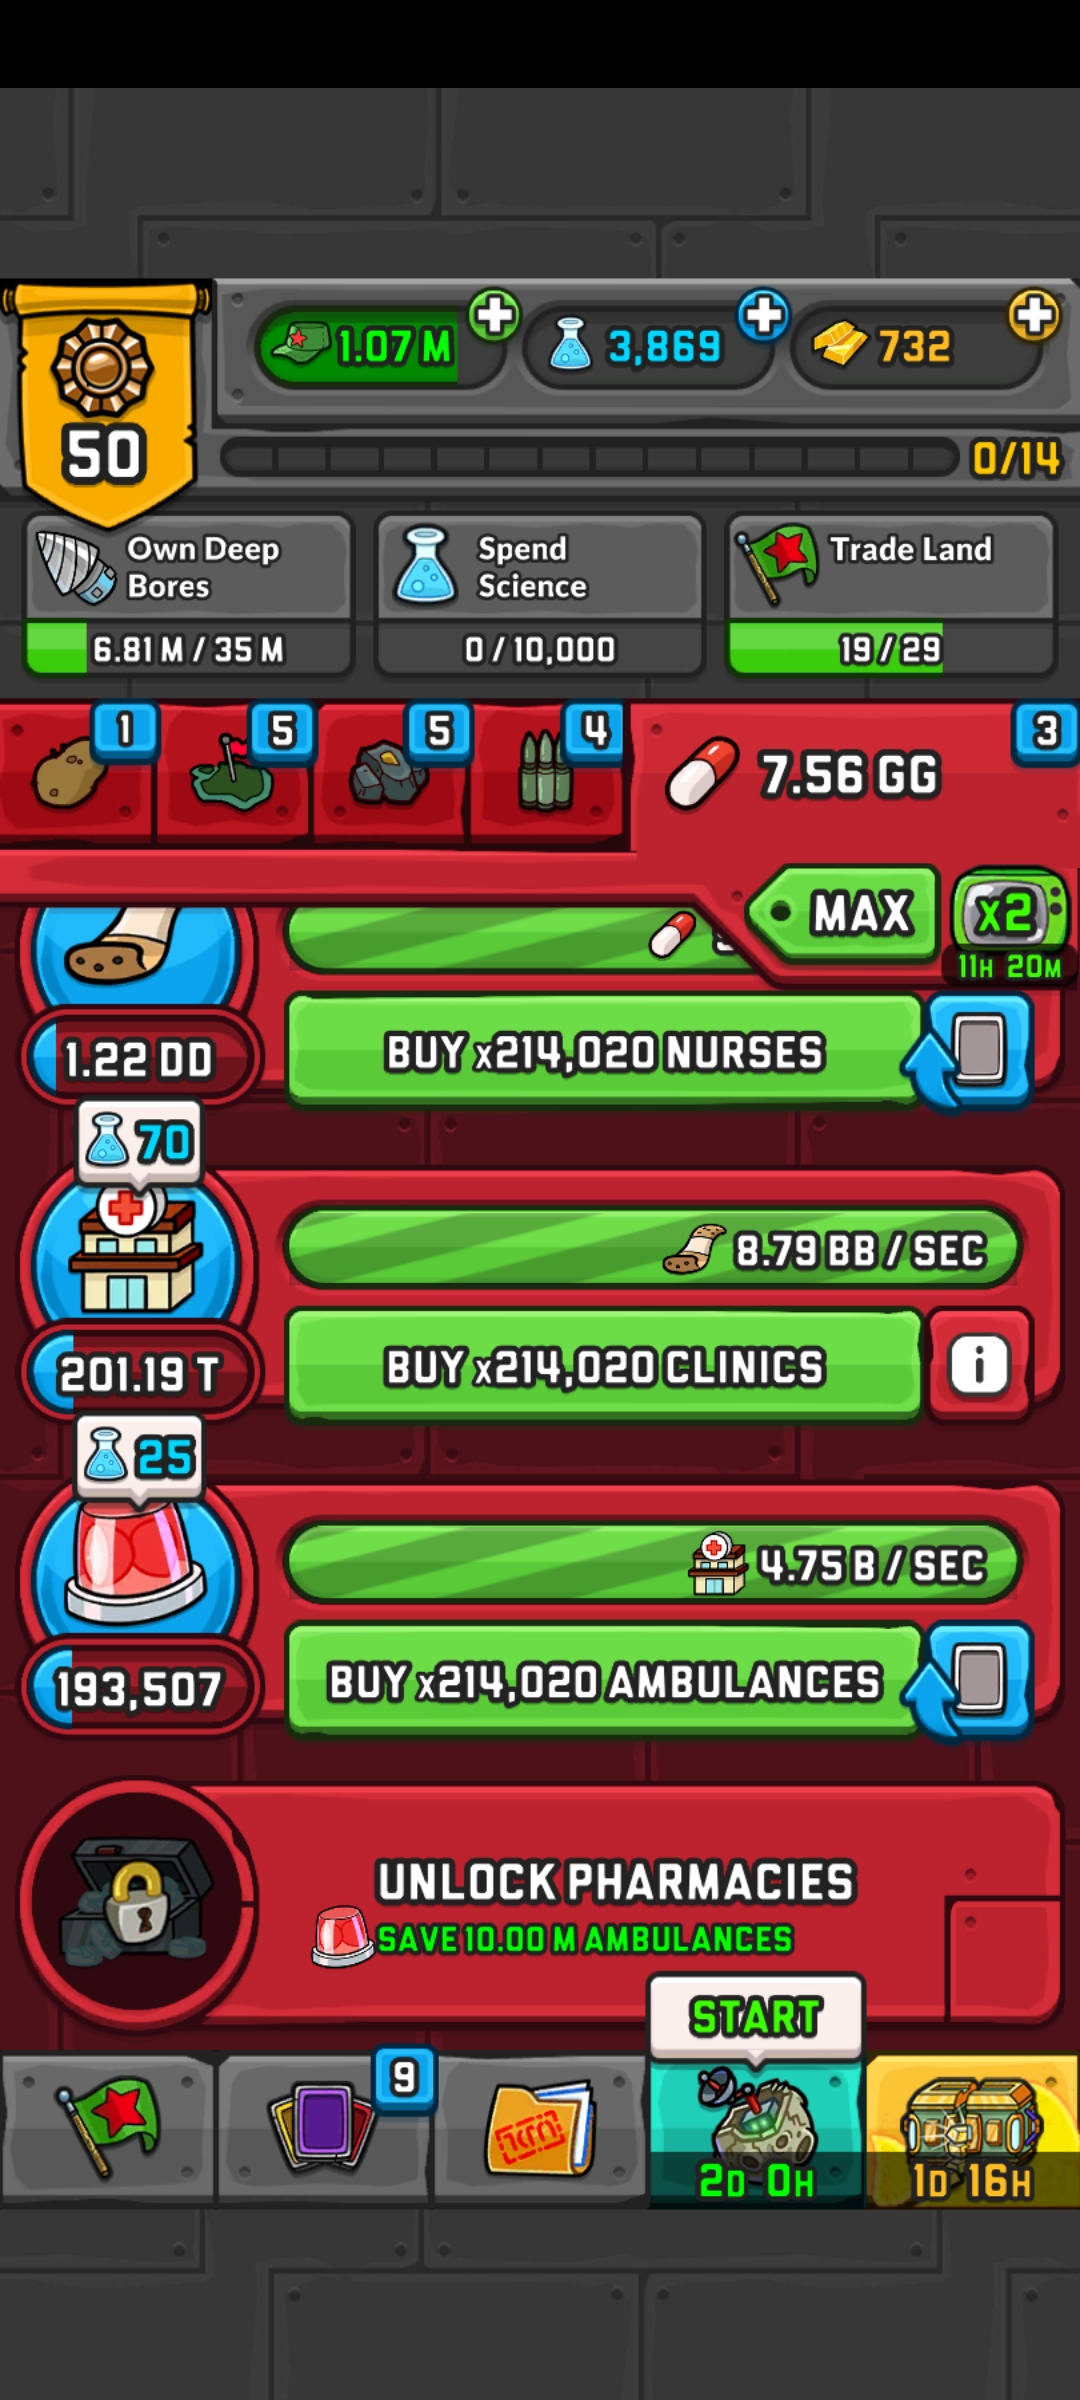 1.07 M
3,869
732
50
0/14
Own Deep
Bores
6.81 M / 35 M
Spend
Science
0 / 10,000
Trade Land
19 / 29
1
5
5
4
3
7.56 GG
MAX
x2
11H 20M
1.22 DD
BUY x214,020 NURSES
70
8.79 BB / SEC
201.19 T
BUY x214,020 CLINICS
i
25
4.75 B / SEC
193,507
BUY x214,020 AMBULANCES
UNLOCK PHARMACIES
SAVE 10.00 M AMBULANCES
START
9
2D 0H
1D 16H